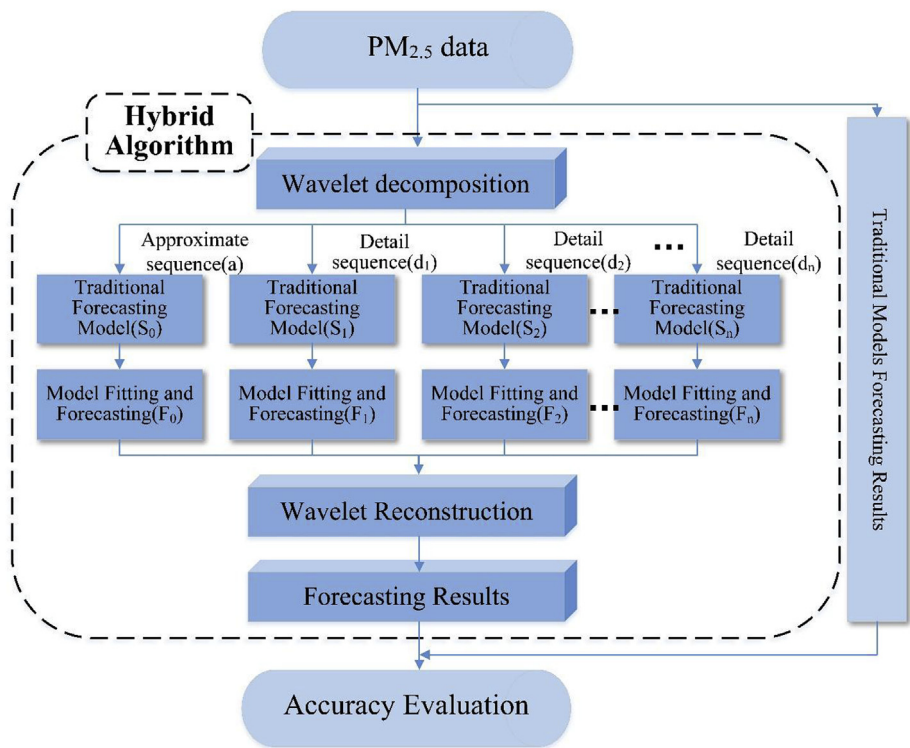 PM₂.₅ data
Hybrid
Algorithm
Wavelet decomposition
Approximate
sequence(a)
Detail
sequence(d₁)
Detail
sequence(d₂)
...
Detail
sequence(dₙ)
Traditional
Forecasting
Model(S₀)
Traditional
Forecasting
Model(S₁)
Traditional
Forecasting
Model(S₂)
...
Traditional
Forecasting
Model(Sₙ)
Model Fitting and
Forecasting(F₀)
Model Fitting and
Forecasting(F₁)
Model Fitting and
Forecasting(F₂)
...
Model Fitting and
Forecasting(Fₙ)
Wavelet Reconstruction
Forecasting Results
Traditional Models Forecasting Results
Accuracy Evaluation